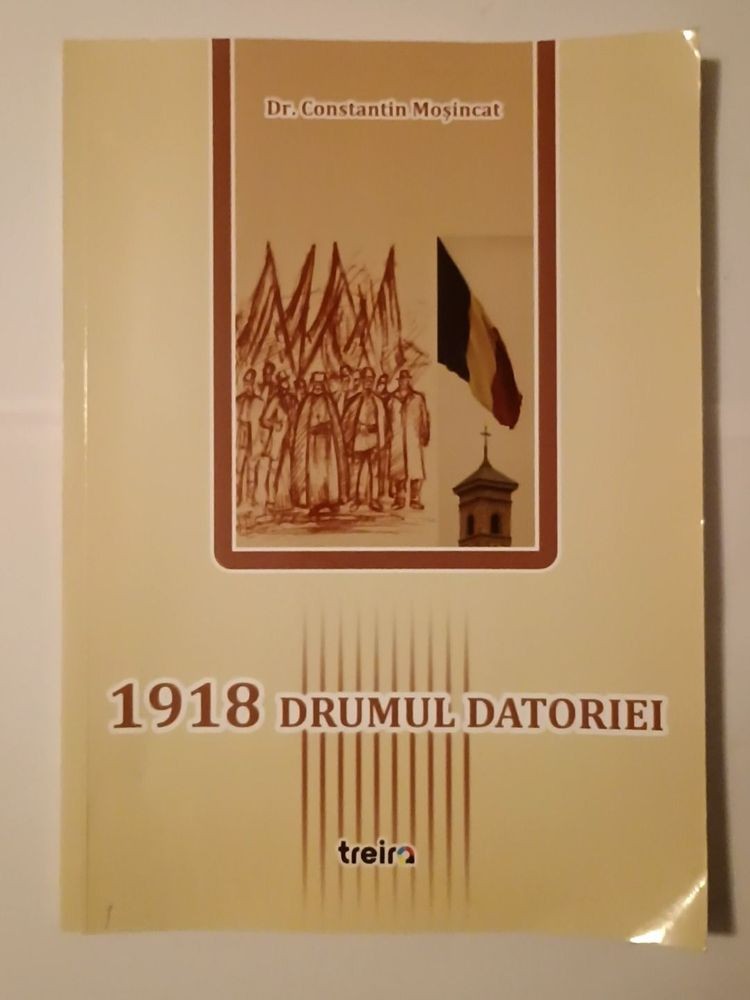 Dr. Constantin Moșincat
1918 DRUMUL DATORIEI
treira